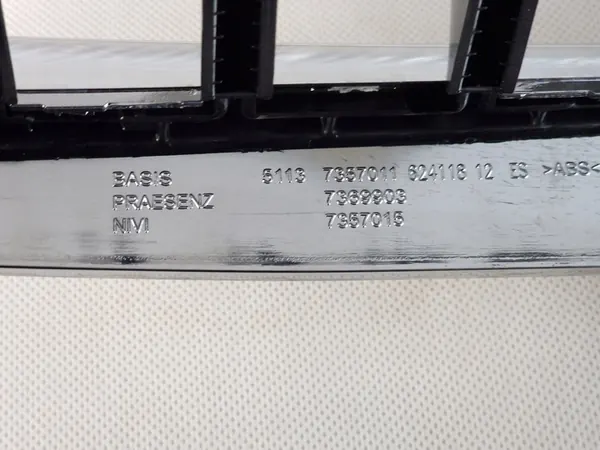 BASIS 5113 7357011 624118 12 ES >ABS<
PRAESENZ 7369903
NIVI 7357015